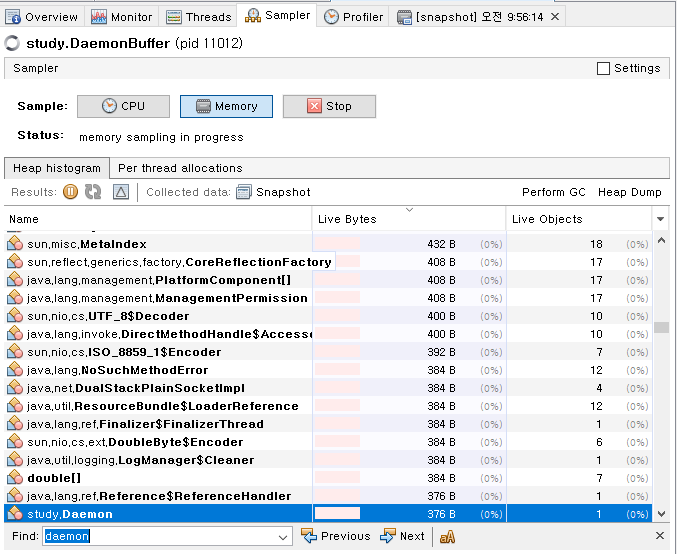 Overview Monitor Threads Sampler Profiler [snapshot] 오전 9:56:14
study.DaemonBuffer (pid 11012)
Sampler Settings
Sample: CPU Memory Stop
Status: memory sampling in progress
Heap histogram Per thread allocations
Results: Collected data: Snapshot Perform GC Heap Dump
Name Live Bytes Live Objects
sun,misc,MetaIndex 432 B (0%) 18 (0%)
sun,reflect,generics,factory,CoreReflectionFactory 408 B (0%) 17 (0%)
java,lang,management,PlatformComponent[] 408 B (0%) 17 (0%)
java,lang,management,ManagementPermission 408 B (0%) 17 (0%)
sun,nio,cs,UTF_8$Decoder 400 B (0%) 10 (0%)
java,lang,invoke,DirectMethodHandle$Accesso 400 B (0%) 10 (0%)
sun,nio,cs,ISO_8859_1$Encoder 392 B (0%) 7 (0%)
java,lang,NoSuchMethodError 384 B (0%) 12 (0%)
java,net,DualStackPlainSocketImpl 384 B (0%) 4 (0%)
java,util,ResourceBundle$LoaderReference 384 B (0%) 12 (0%)
java,lang,ref,Finalizer$FinalizerThread 384 B (0%) 1 (0%)
sun,nio,cs,ext,DoubleByte$Encoder 384 B (0%) 6 (0%)
java,util,logging,LogManager$Cleaner 384 B (0%) 1 (0%)
double[] 384 B (0%) 7 (0%)
java,lang,ref,Reference$ReferenceHandler 376 B (0%) 1 (0%)
study,Daemon 376 B (0%) 1 (0%)
Find: daemon Previous Next aA